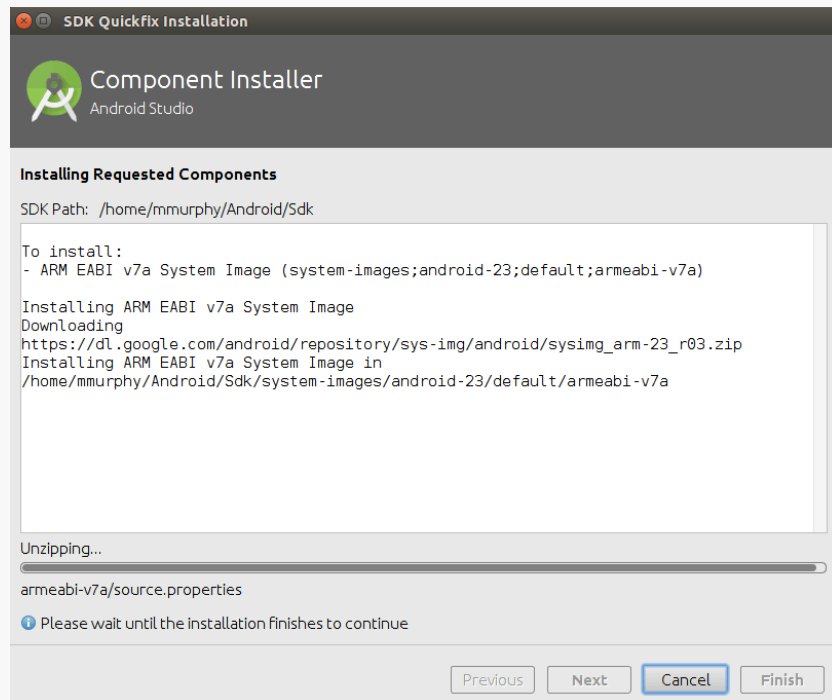 SDK Quickfix Installation
Component Installer
Android Studio
Installing Requested Components
SDK Path: /home/mmurphy/Android/Sdk
To install:
- ARM EABI v7a System Image (system-images;android-23;default;armeabi-v7a)
Installing ARM EABI v7a System Image
Downloading
https://dl.google.com/android/repository/sys-img/android/sysimg_arm-23_r03.zip
Installing ARM EABI v7a System Image in
/home/mmurphy/Android/Sdk/system-images/android-23/default/armeabi-v7a
Unzipping...
armeabi-v7a/source.properties
Please wait until the installation finishes to continue
Previous Next Cancel Finish